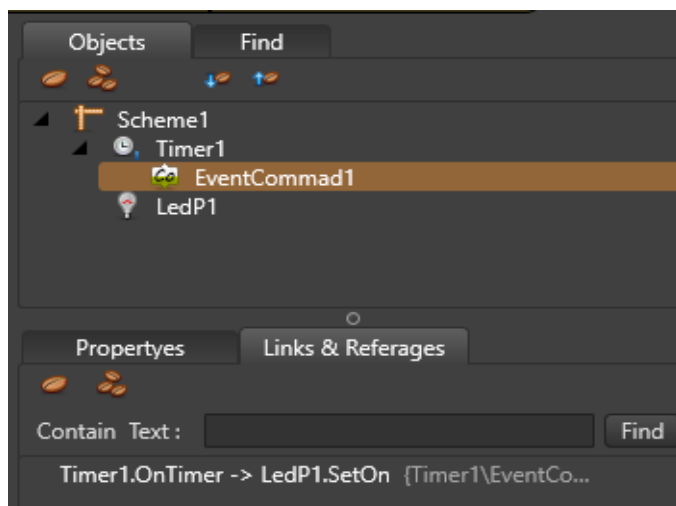 Objects Find
Scheme1
Timer1
EventCommad1
LedP1
Propertyes Links & Referages
Contain Text : Find
Timer1.OnTimer -> LedP1.SetOn {Timer1\EventCo...